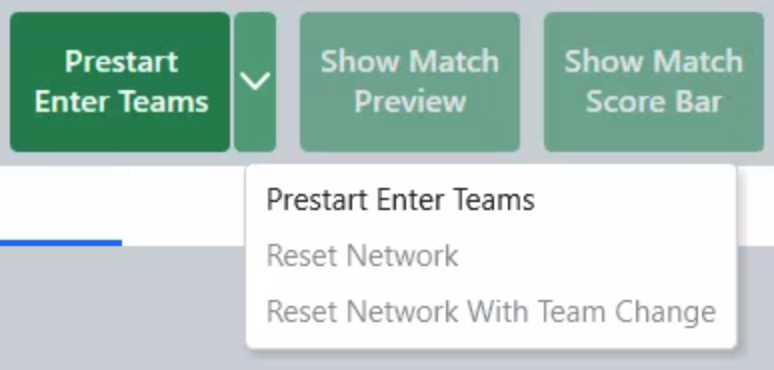 Prestart
Enter Teams
Show Match
Preview
Show Match
Score Bar
Prestart Enter Teams
Reset Network
Reset Network With Team Change